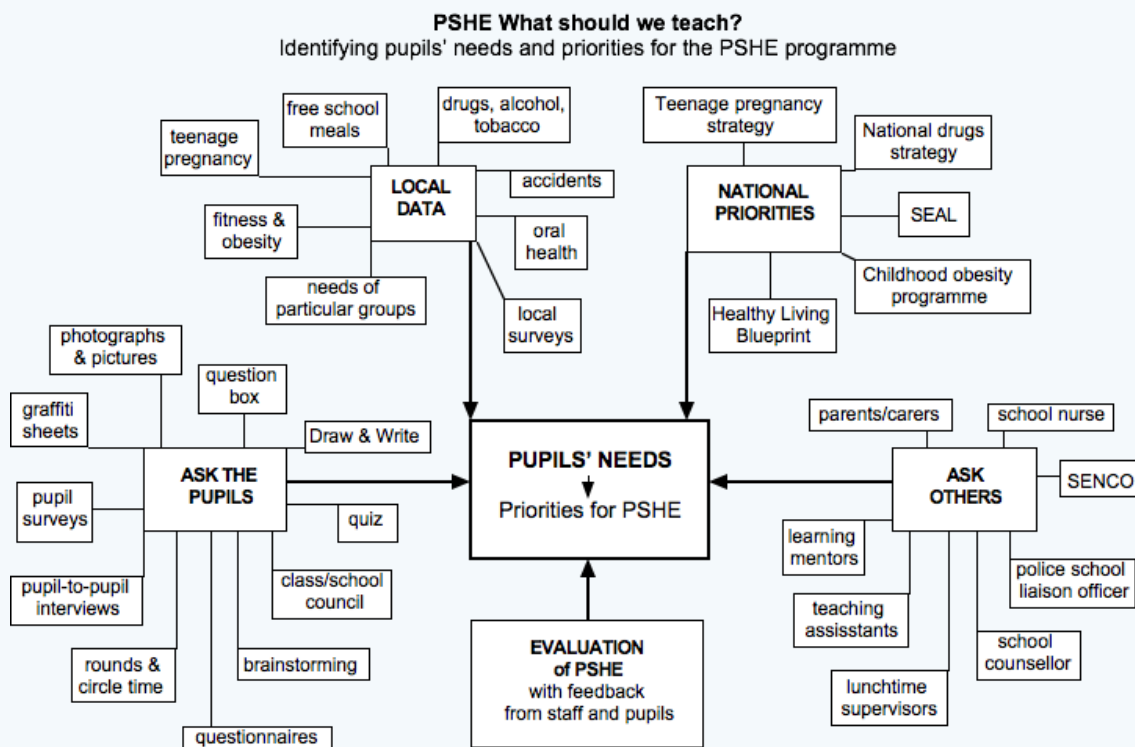 PSHE What should we teach?
Identifying pupils' needs and priorities for the PSHE programme
free school
meals
drugs, alcohol,
tobacco
teenage
pregnancy
LOCAL
DATA
accidents
fitness &
obesity
oral
health
needs of
particular groups
local
surveys
Teenage pregnancy
strategy
National drugs
strategy
NATIONAL
PRIORITIES
SEAL
Childhood obesity
programme
Healthy Living
Blueprint
photographs
& pictures
question
box
graffiti
sheets
Draw & Write
ASK THE
PUPILS
pupil
surveys
quiz
pupil-to-pupil
interviews
class/school
council
rounds &
circle time
brainstorming
questionnaires
PUPILS' NEEDS
Priorities for PSHE
EVALUATION
of PSHE
with feedback
from staff and pupils
parents/carers
school nurse
ASK
OTHERS
SENCO
learning
mentors
police school
liaison officer
teaching
assisstants
school
counsellor
lunchtime
supervisors